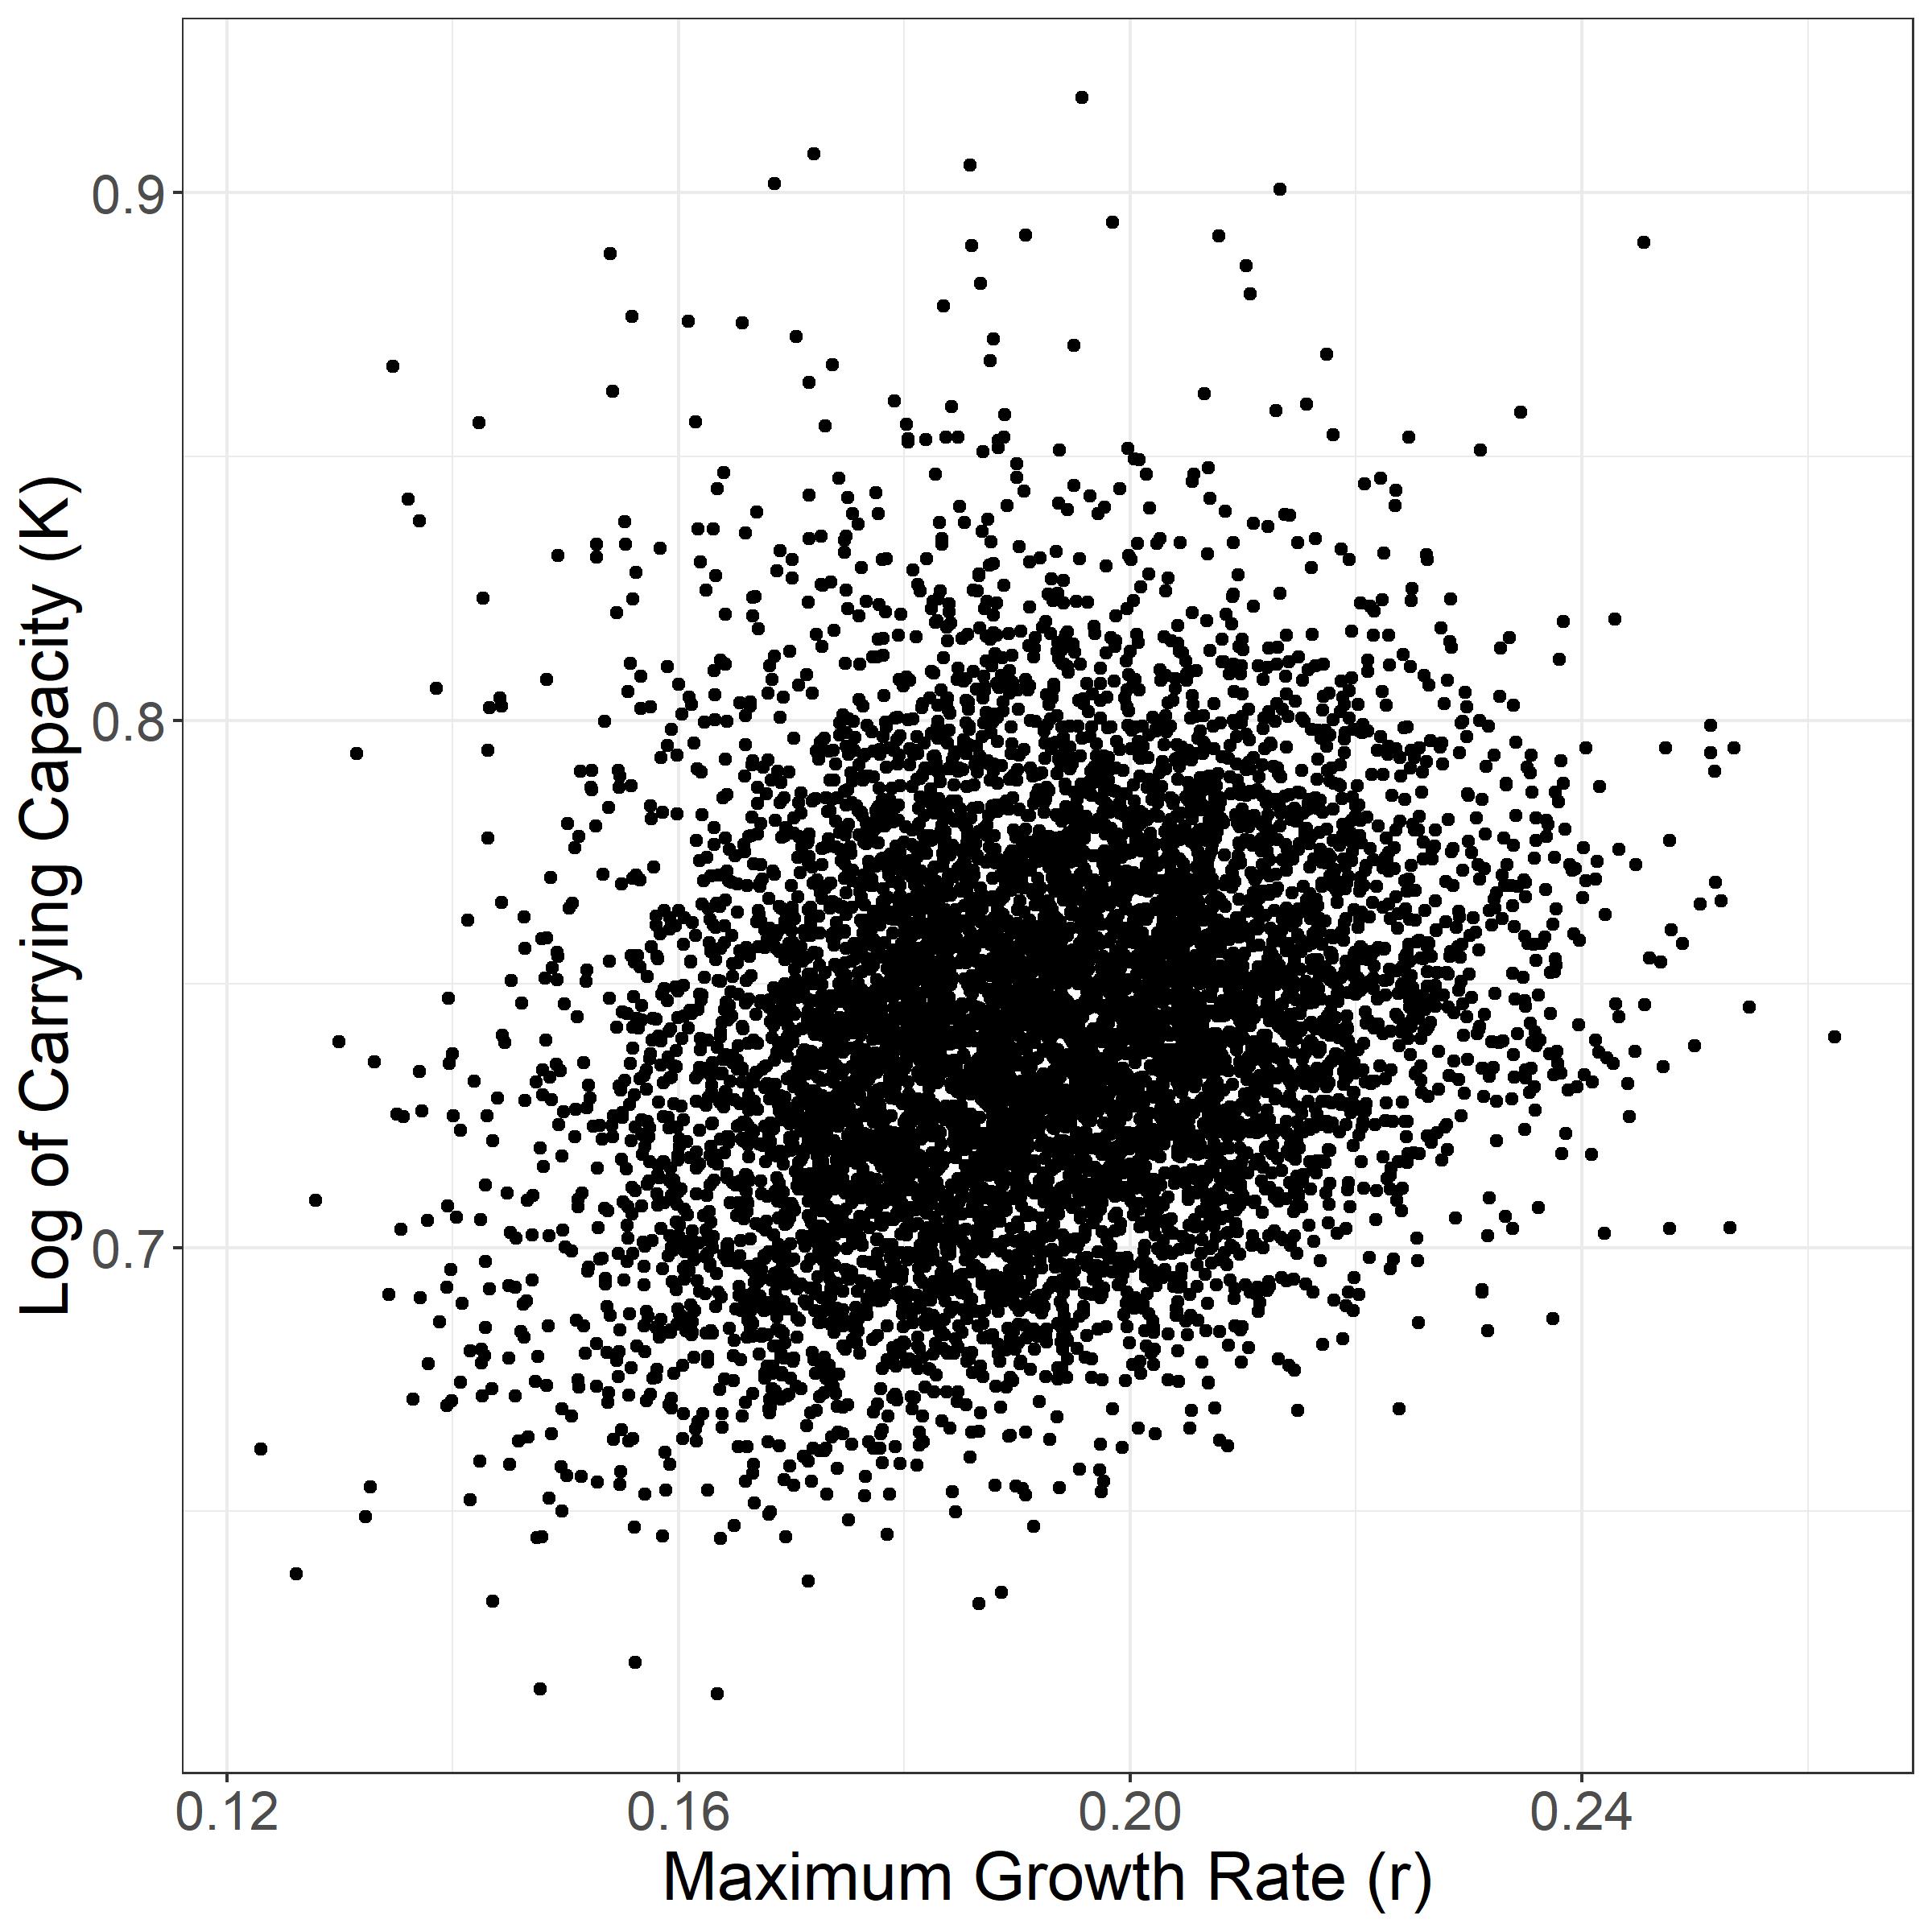 Log of Carrying Capacity (K)
0.9
0.8
0.7
0.12 0.16 0.20 0.24
Maximum Growth Rate (r)